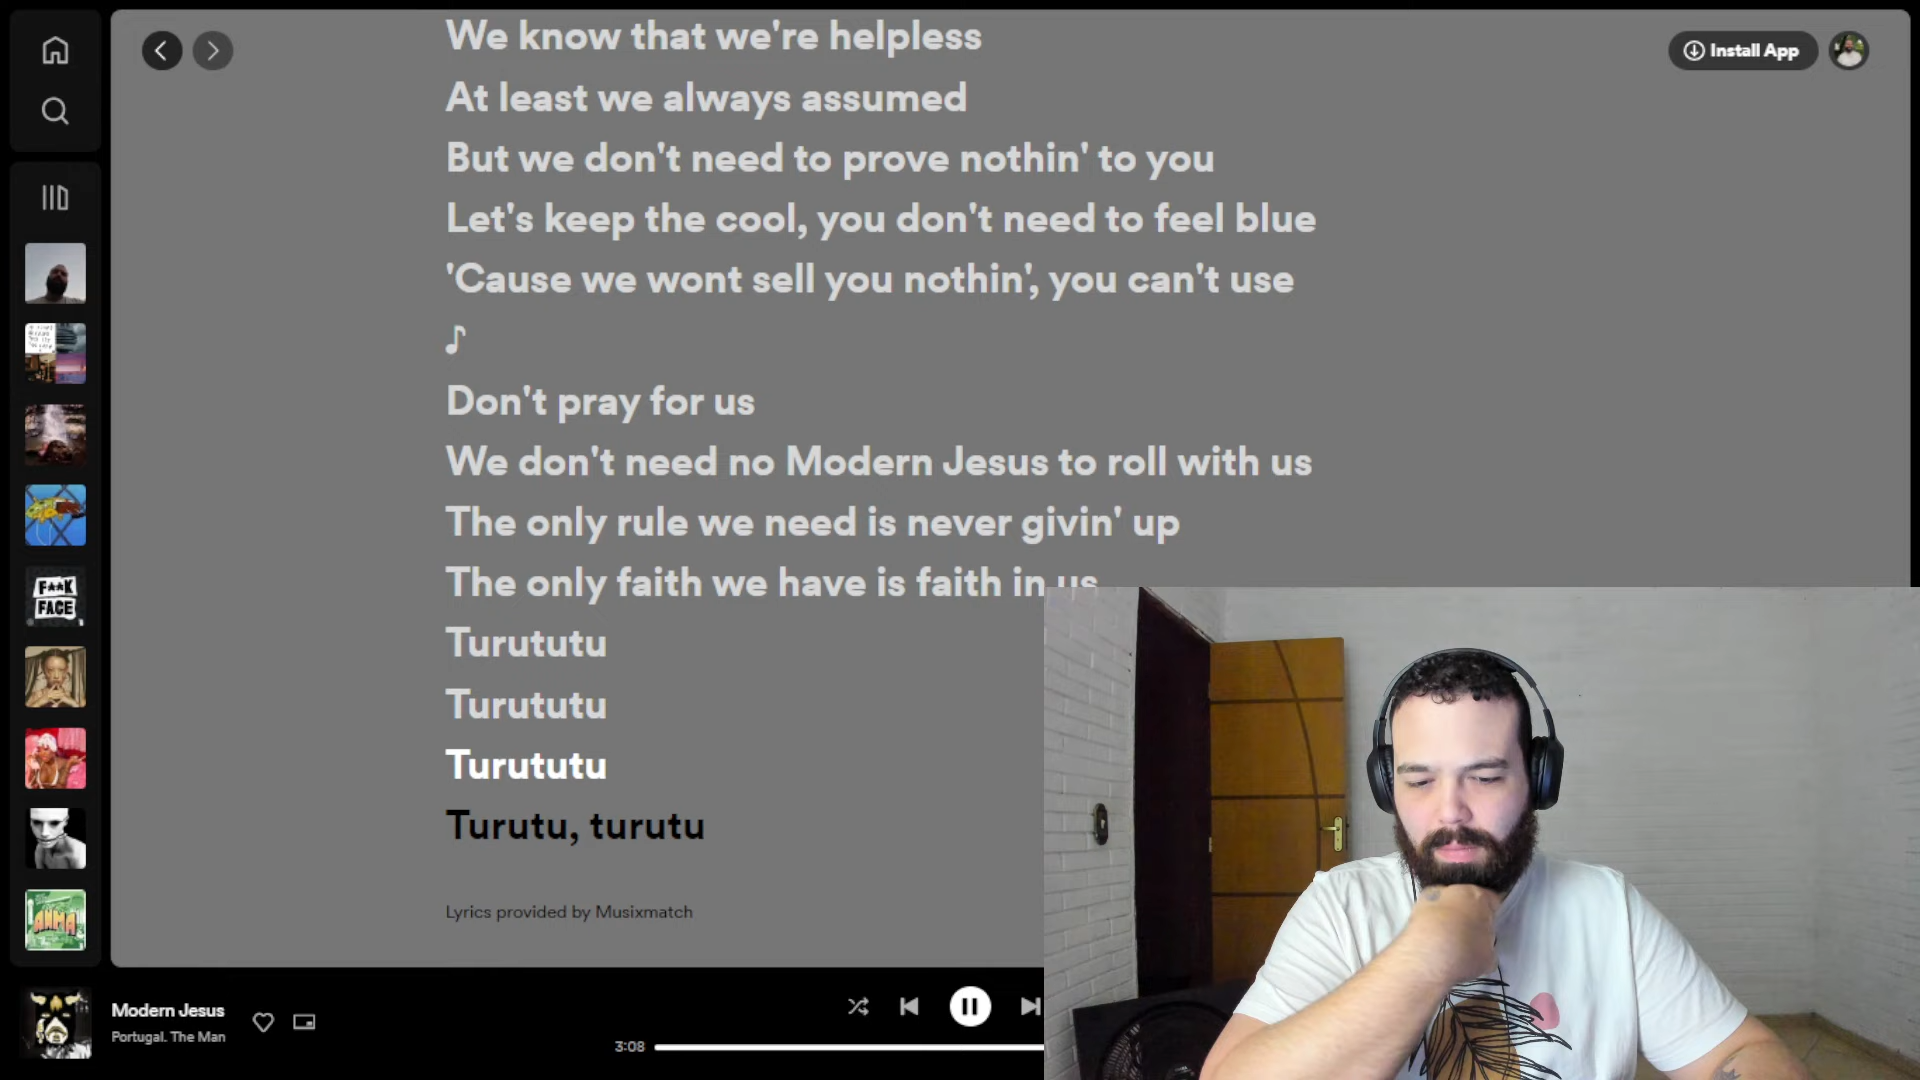 We know that we're helpless
Install App
At least we always assumed
But we don't need to prove nothin' to you
Let's keep the cool, you don't need to feel blue
'Cause we wont sell you nothin', you can't use
♪
Don't pray for us
We don't need no Modern Jesus to roll with us
The only rule we need is never givin' up
The only faith we have is faith in us
Turututu
Turututu
Turututu
Turutu, turutu
Lyrics provided by Musixmatch
F**K
FACE
ANMA
Modern Jesus
Portugal. The Man
3:08